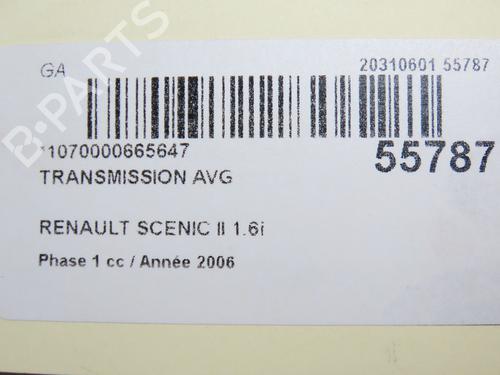 GA
20310601 55787
*1070000665647
55787
TRANSMISSION AVG
RENAULT SCENIC II 1.6i
Phase 1 cc / Année 2006
B-PARTS